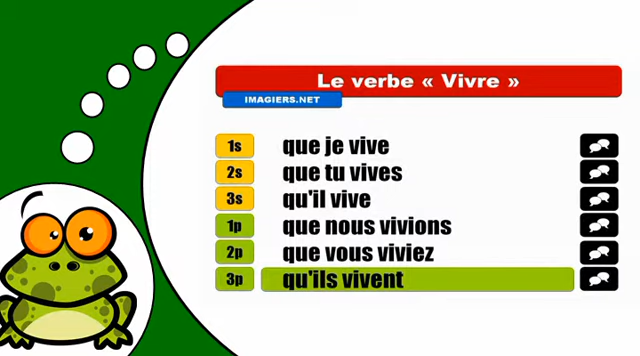 Le verbe « Vivre »
IMAGIERS.NET
1s que je vive
2s que tu vives
3s qu'il vive
1p que nous vivions
2p que vous viviez
3p qu'ils vivent